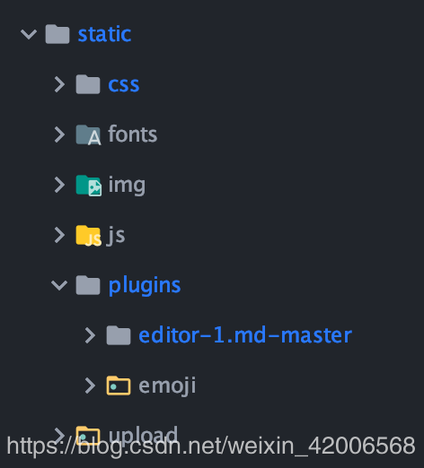 static
css
fonts
img
js
plugins
editor-1.md-master
emoji
upload
https://blog.csdn.net/weixin_42006568